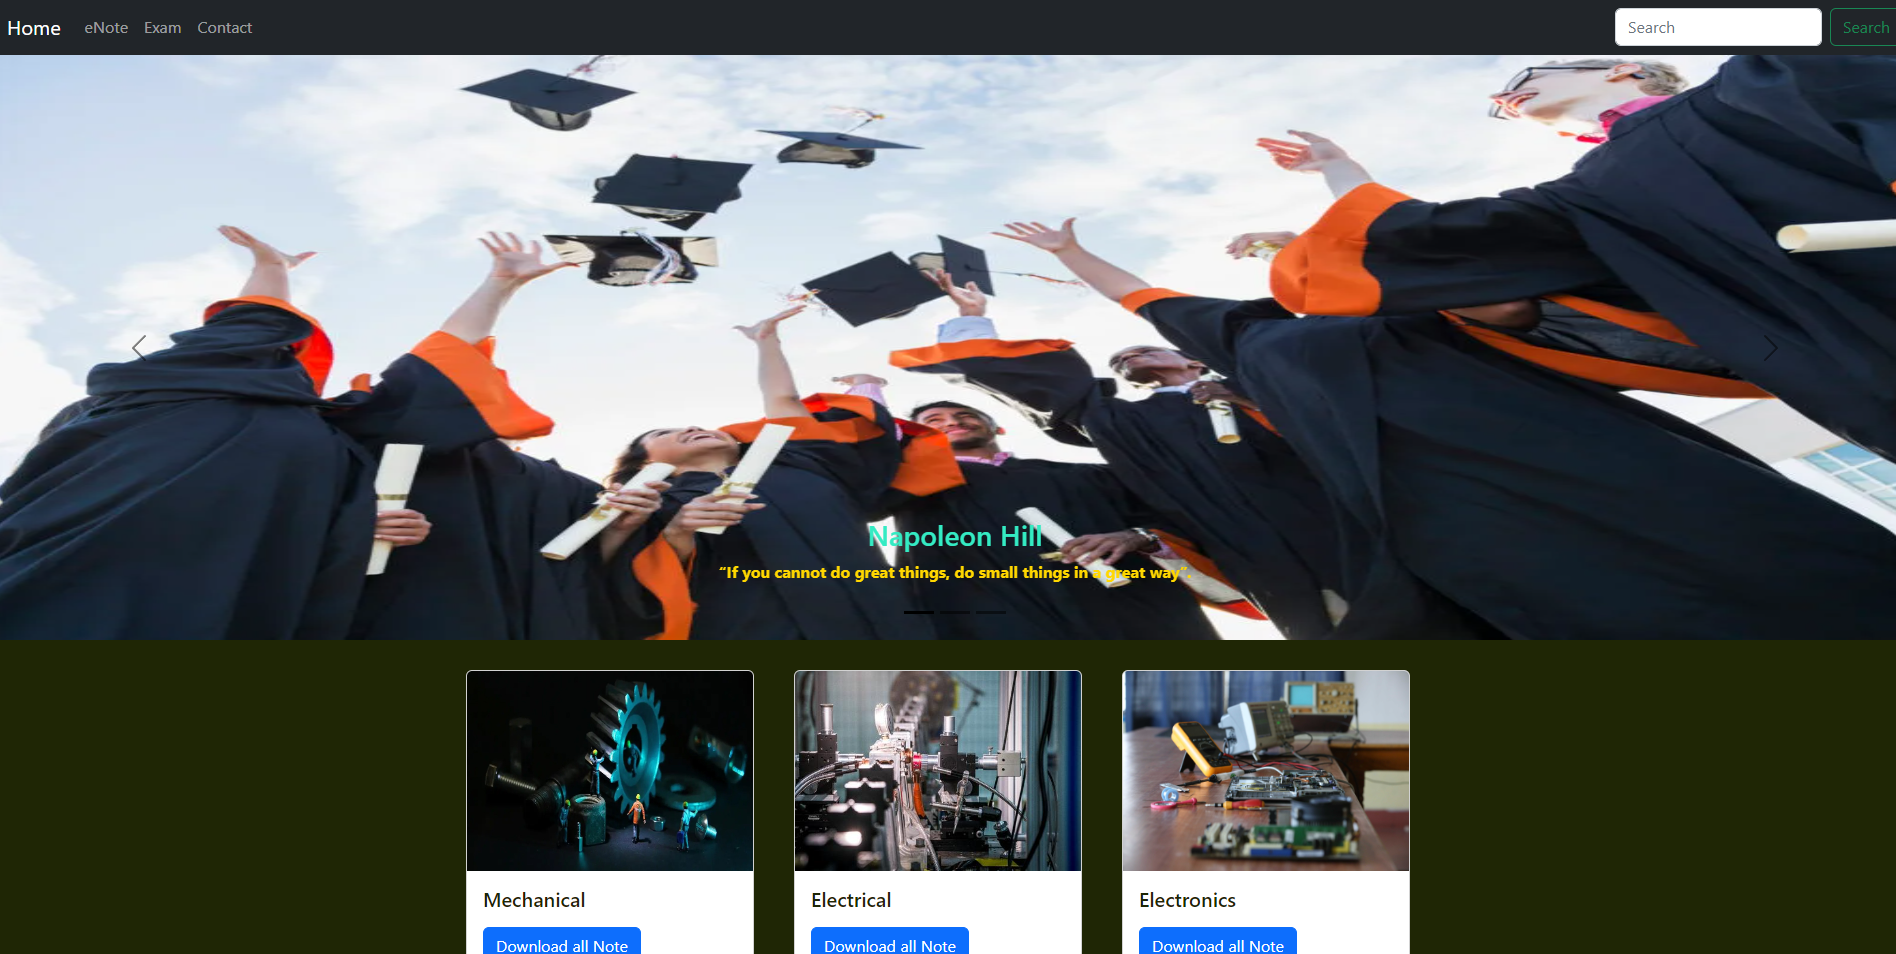 Home eNote Exam Contact Search Search
Napoleon Hill
“If you cannot do great things, do small things in a great way”.
Mechanical Electrical Electronics
Download all Note Download all Note Download all Note